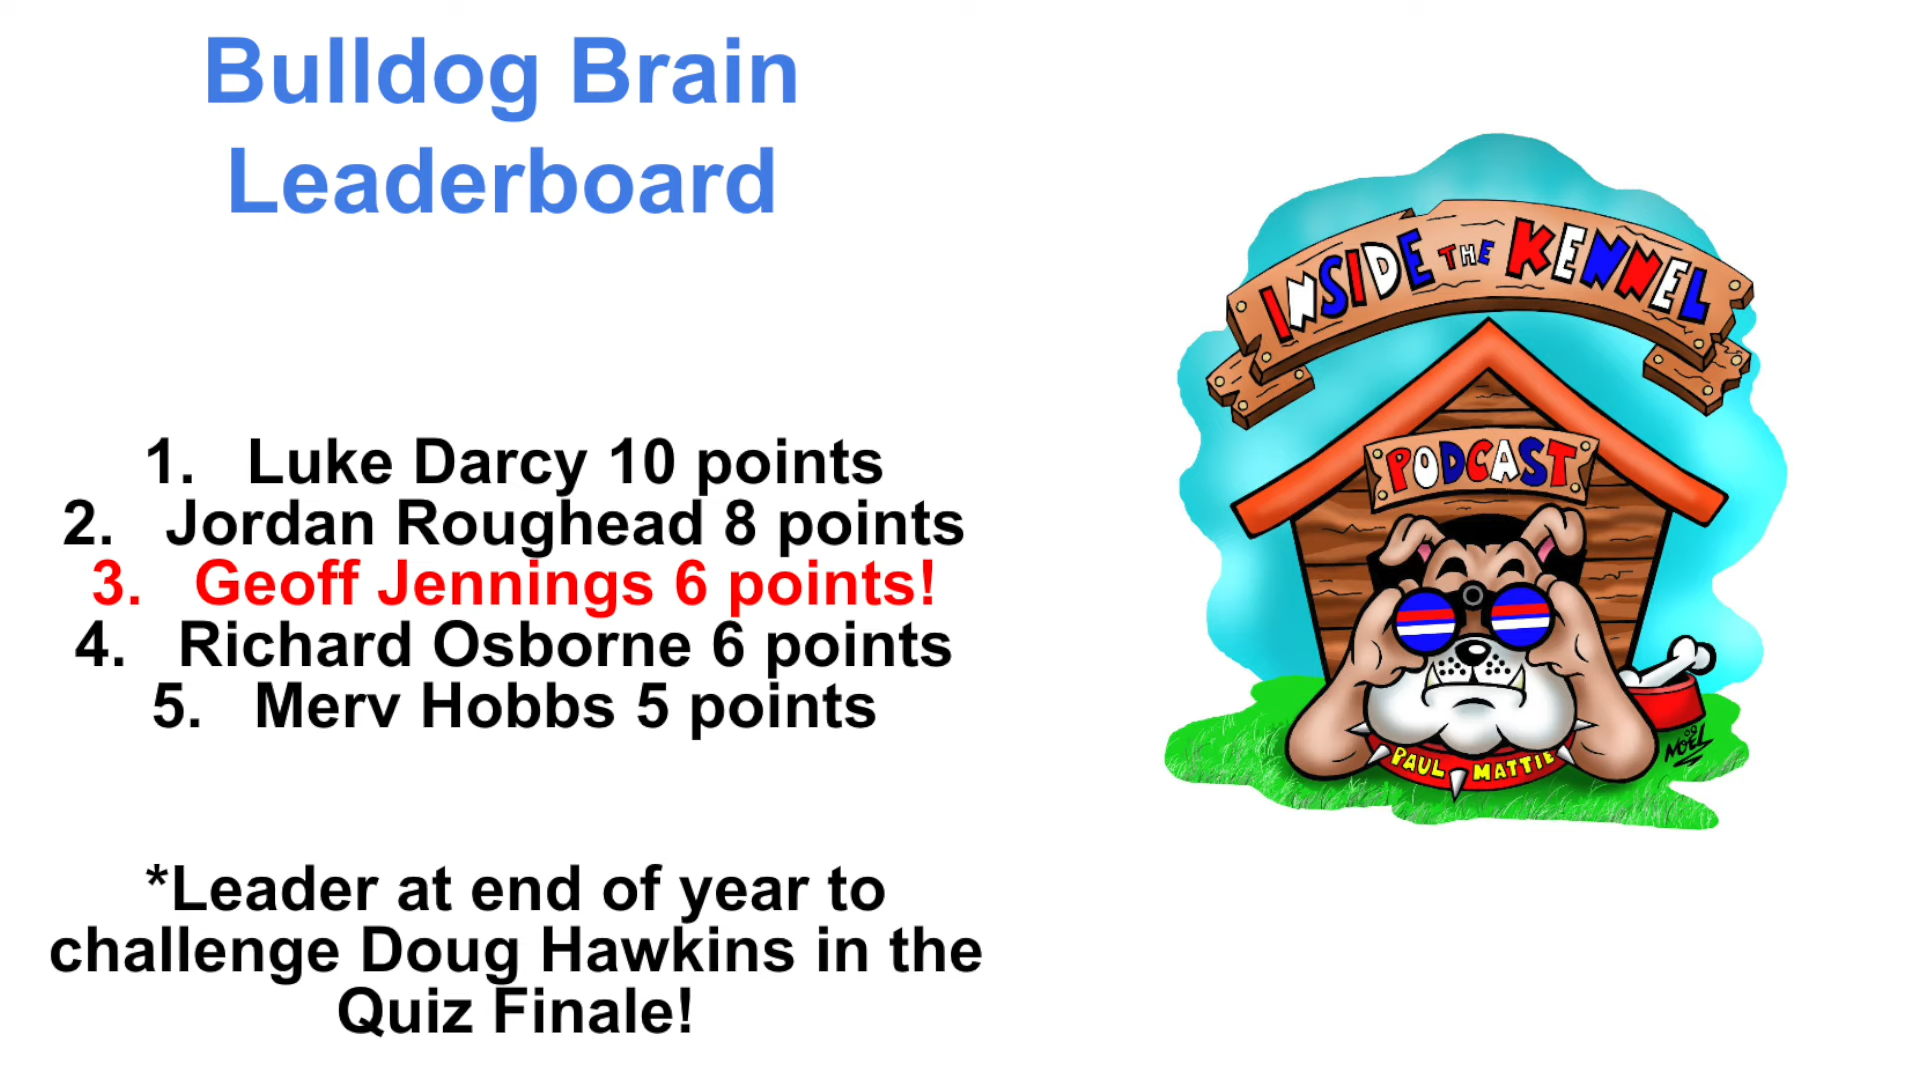 Bulldog Brain
Leaderboard
1. Luke Darcy 10 points
2. Jordan Roughead 8 points
3. Geoff Jennings 6 points!
4. Richard Osborne 6 points
5. Merv Hobbs 5 points
*Leader at end of year to
challenge Doug Hawkins in the
Quiz Finale!
INSIDE THE KENNEL
PODCAST
PAUL MATTIE
NOEL